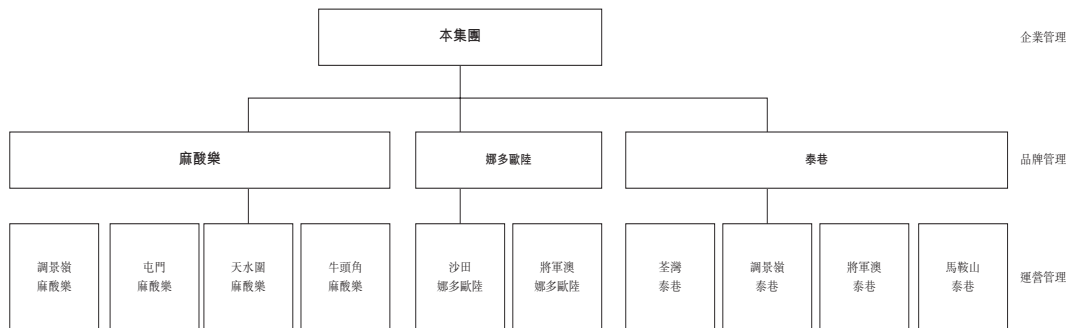 本集團
企業管理
麻酸樂
娜多歐陸
泰巷
品牌管理
調景嶺
麻酸樂
屯門
麻酸樂
天水圍
麻酸樂
牛頭角
麻酸樂
沙田
娜多歐陸
將軍澳
娜多歐陸
荃灣
泰巷
調景嶺
泰巷
將軍澳
泰巷
馬鞍山
泰巷
運營管理